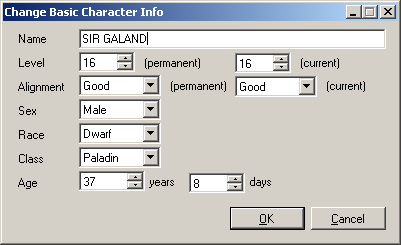 Change Basic Character Info
Name SIR GALAND
Level 16 (permanent) 16 (current)
Alignment Good (permanent) Good (current)
Sex Male
Race Dwarf
Class Paladin
Age 37 years 8 days
OK Cancel